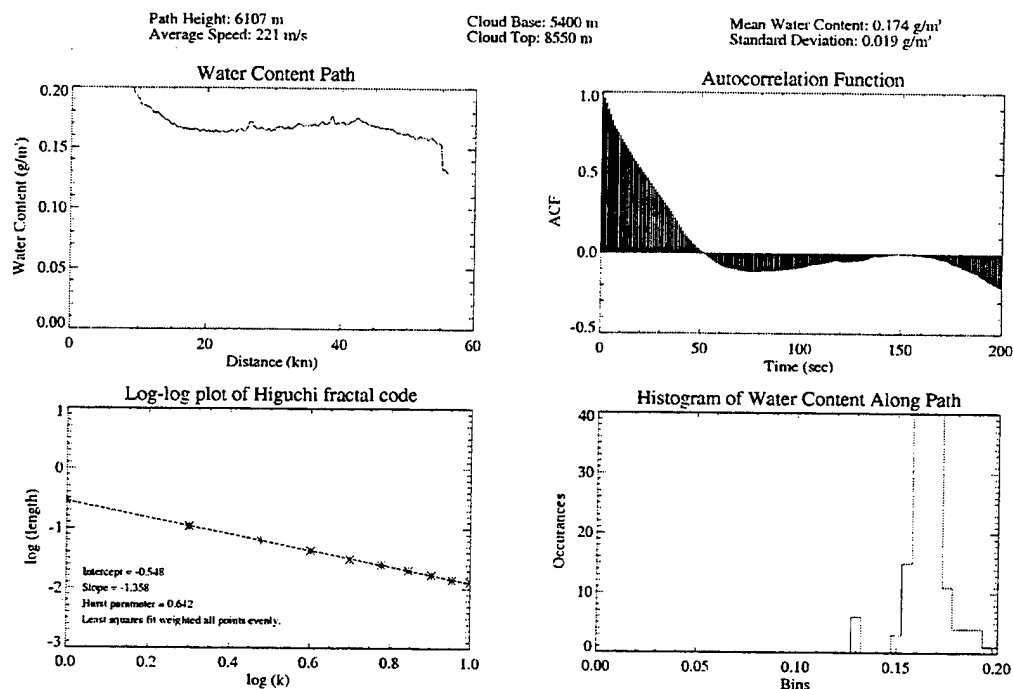 Path Height: 6107 m
Average Speed: 221 m/s
Cloud Base: 5400 m
Cloud Top: 8550 m
Mean Water Content: 0.174 g/m³
Standard Deviation: 0.019 g/m³
Water Content Path
0.20
0.15
0.10
0.05
0.00
Water Content (g/m³)
0 20 40 60
Distance (km)
Autocorrelation Function
1.0
0.5
0.0
-0.5
ACF
0 50 100 150 200
Time (sec)
Log-log plot of Higuchi fractal code
1
0
-1
-2
-3
log (length)
Intercept = -0.548
Slope = -1.358
Hurst parameter = 0.642
Least squares fit weighted all points evenly.
0.0 0.2 0.4 0.6 0.8 1.0
log (k)
Histogram of Water Content Along Path
40
30
20
10
0
Occurances
0.00 0.05 0.10 0.15 0.20
Bins